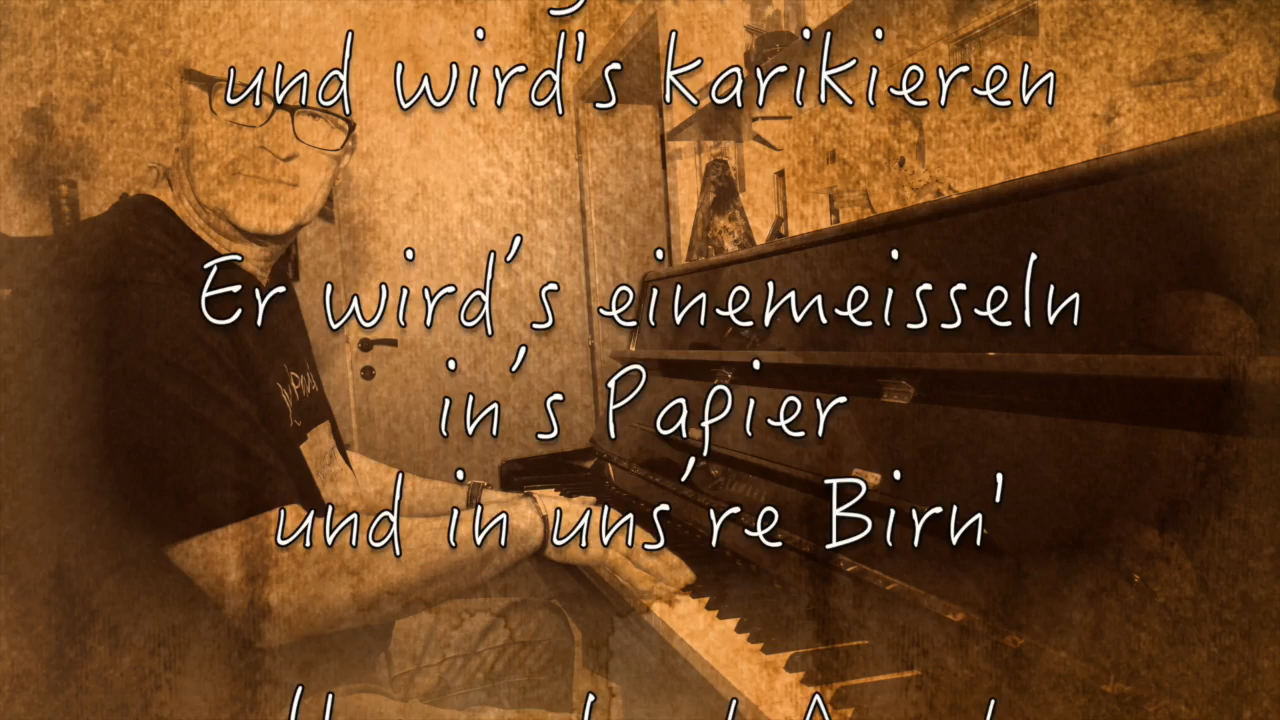 und wird's karikieren
Er wird's einemeisseln
in's Papier
und in uns're Birn'